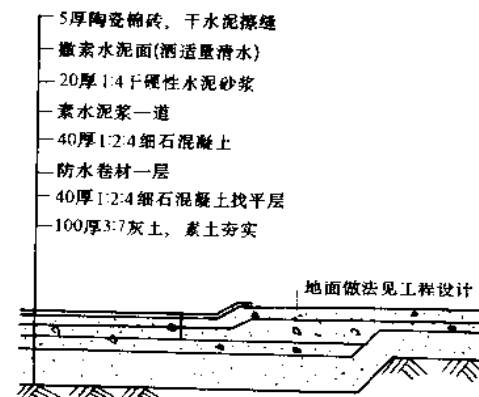 5厚陶瓷锦砖，干水泥擦缝
撒素水泥面(洒适量清水)
20厚1:4干硬性水泥砂浆
素水泥浆一道
40厚1:2:4细石混凝土
防水卷材一层
40厚1:2:4细石混凝土找平层
100厚3:7灰土，素土夯实
地面做法见工程设计